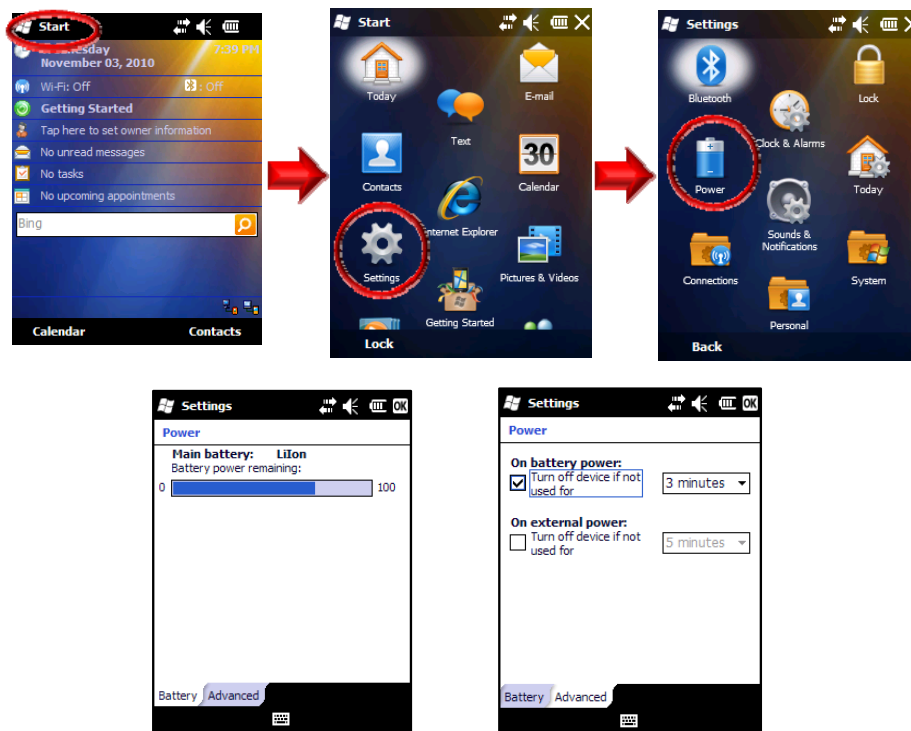 Start
7:39 PM
November 03, 2010
Wi-Fi: Off : Off
Getting Started
Tap here to set owner information
No unread messages
No tasks
No upcoming appointments
Bing
Calendar Contacts
Start
Today
E-mail
Text
30
Contacts
Calendar
Internet Explorer
Settings
Pictures & Videos
Getting Started
Lock
Settings
Bluetooth
Lock
Clock & Alarms
Power
Today
Sounds &
Notifications
Connections
System
Personal
Back
Settings OK
Power
Main battery: LiIon
Battery power remaining:
0 100
Battery Advanced
Settings OK
Power
On battery power:
Turn off device if not
used for
3 minutes
On external power:
Turn off device if not
used for
5 minutes
Battery Advanced